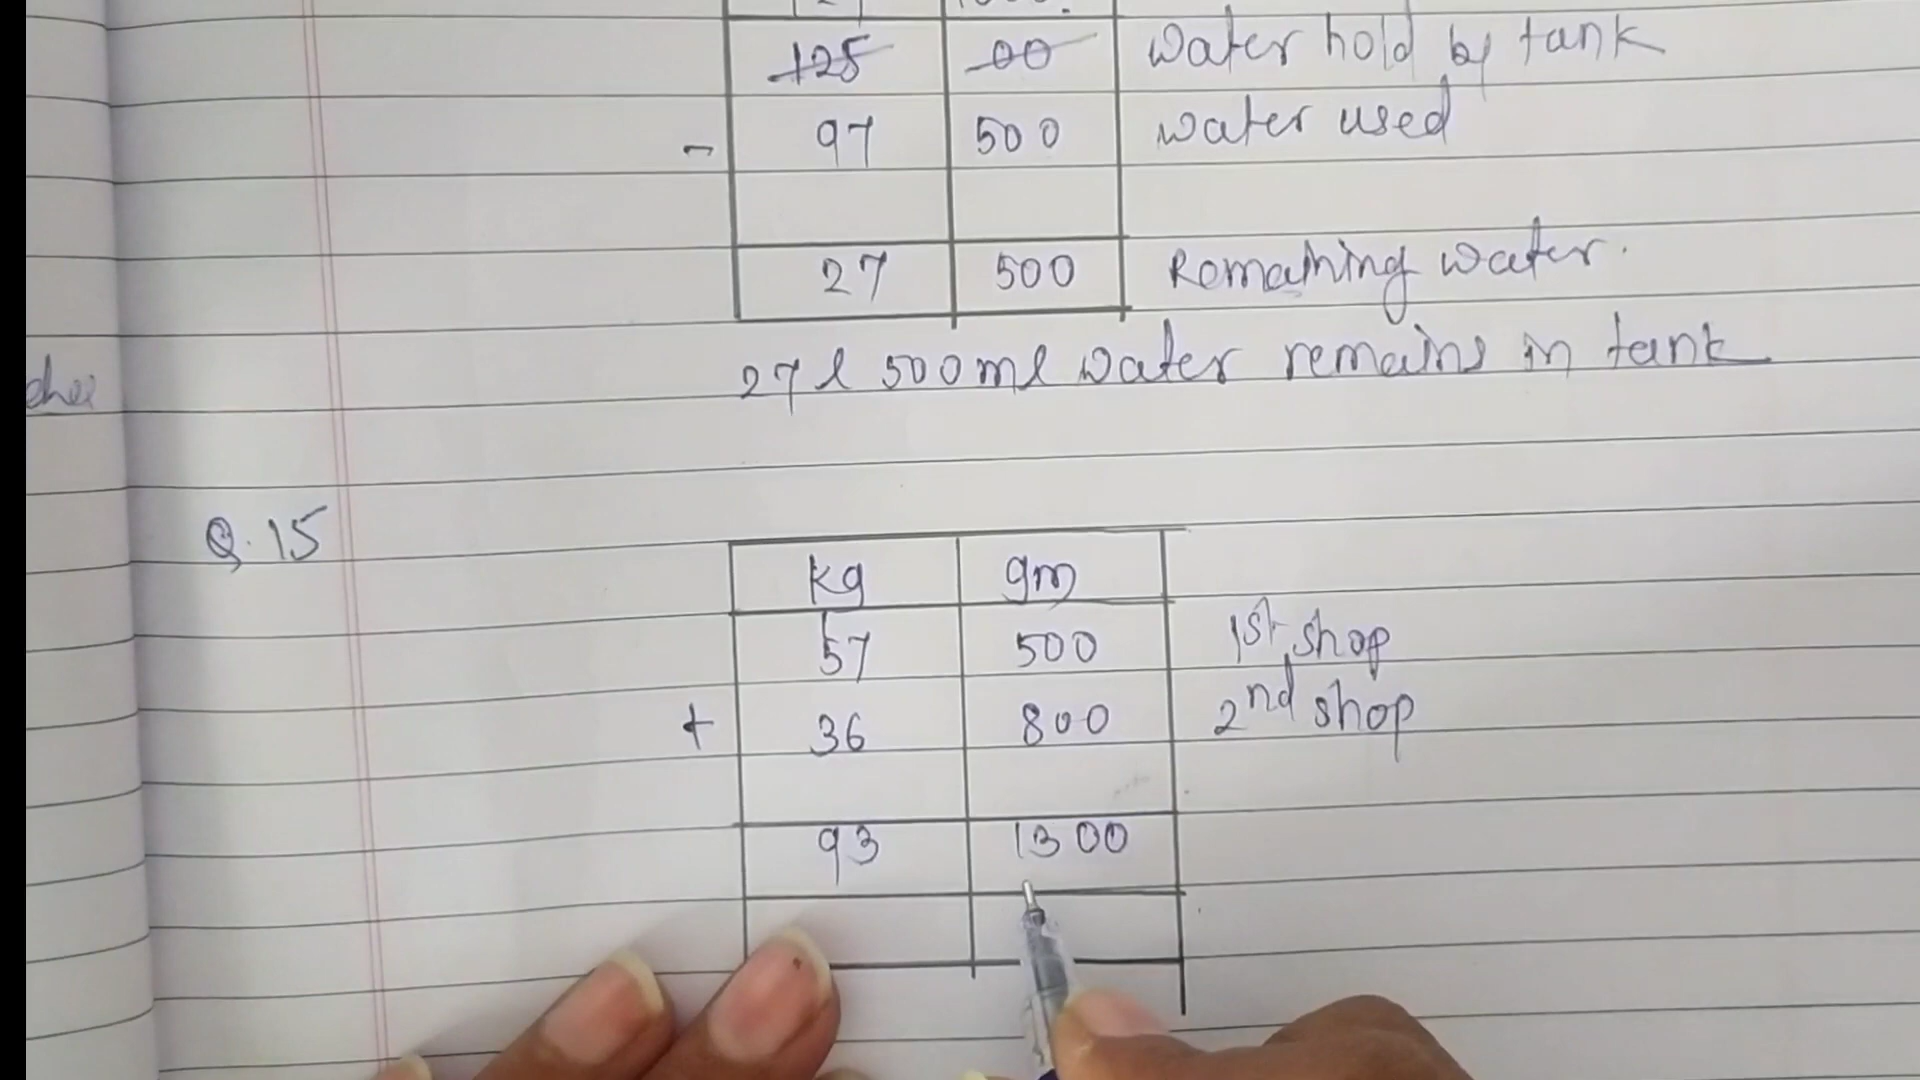 125 00 Water hold by tank
- 97 500 water used
27 500 Remaining water.
27 l 500 ml water remains in tank
Q. 15
kg gm
57 500 1st shop
+ 36 800 2nd shop
93 1300